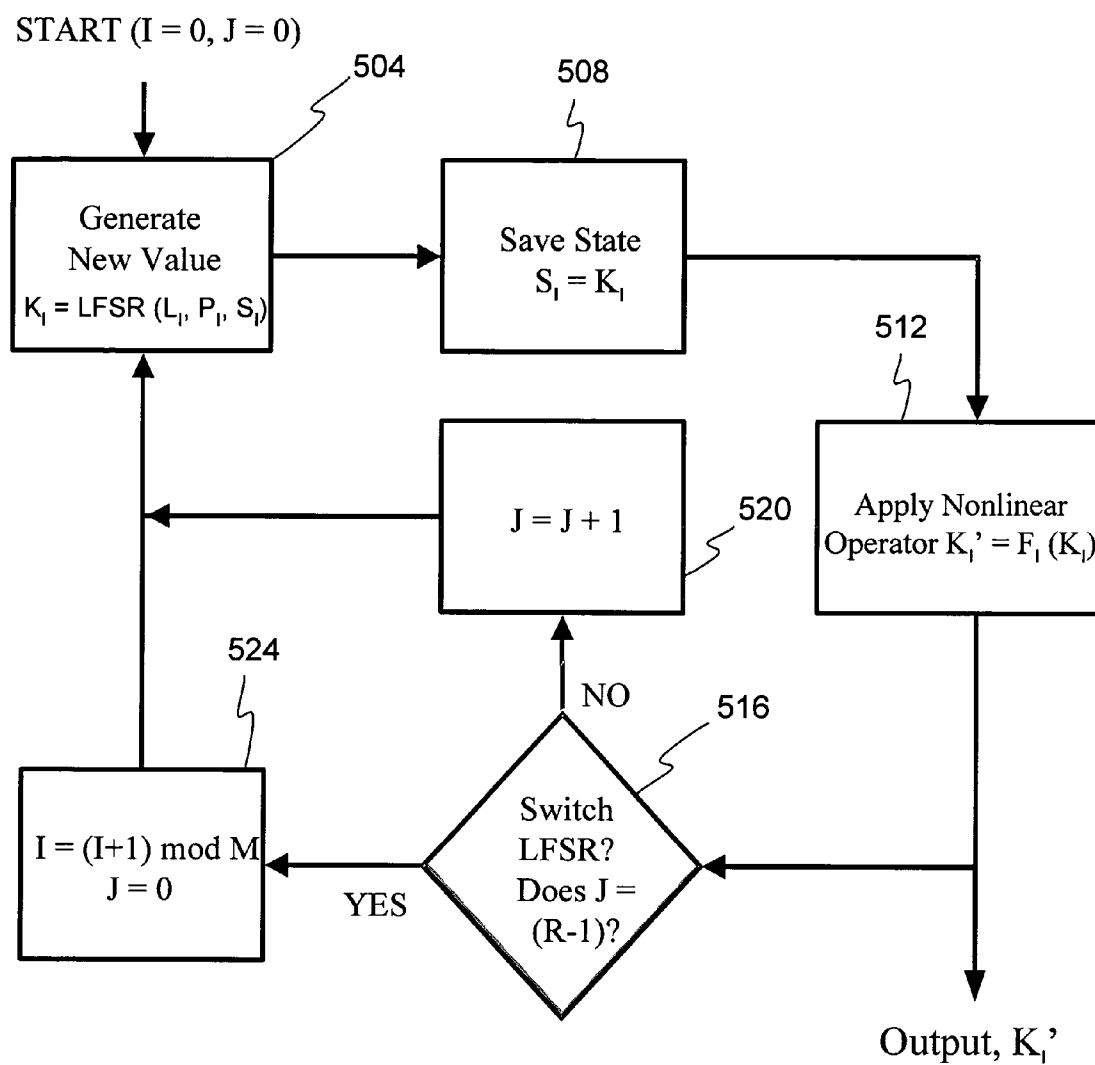 START (I = 0, J = 0)
504
508
Generate
New Value
K_I = LFSR (L_I, P_I, S_I)
Save State
S_I = K_I
512
Apply Nonlinear
Operator K_I’ = F_I (K_I)
J = J + 1
520
524
NO
516
I = (I+1) mod M
J = 0
YES
Switch
LFSR?
Does J =
(R-1)?
Output, K_I’